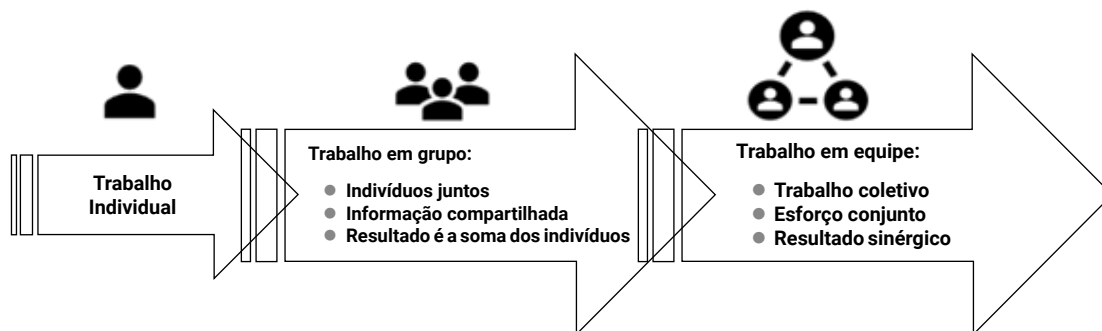 Trabalho
Individual
Trabalho em grupo:
Indivíduos juntos
Informação compartilhada
Resultado é a soma dos indivíduos
Trabalho em equipe:
Trabalho coletivo
Esforço conjunto
Resultado sinérgico